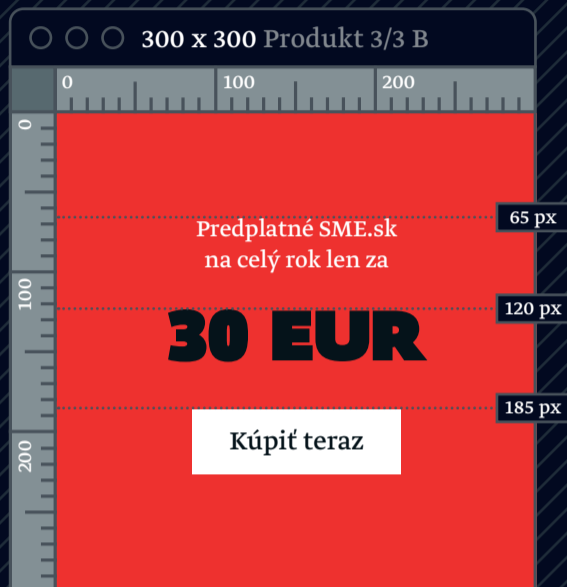 300 x 300 Produkt 3/3 B
0 100 200
0
65 px
Predplatné SME.sk
na celý rok len za
100
120 px
30 EUR
185 px
Kúpiť teraz
200